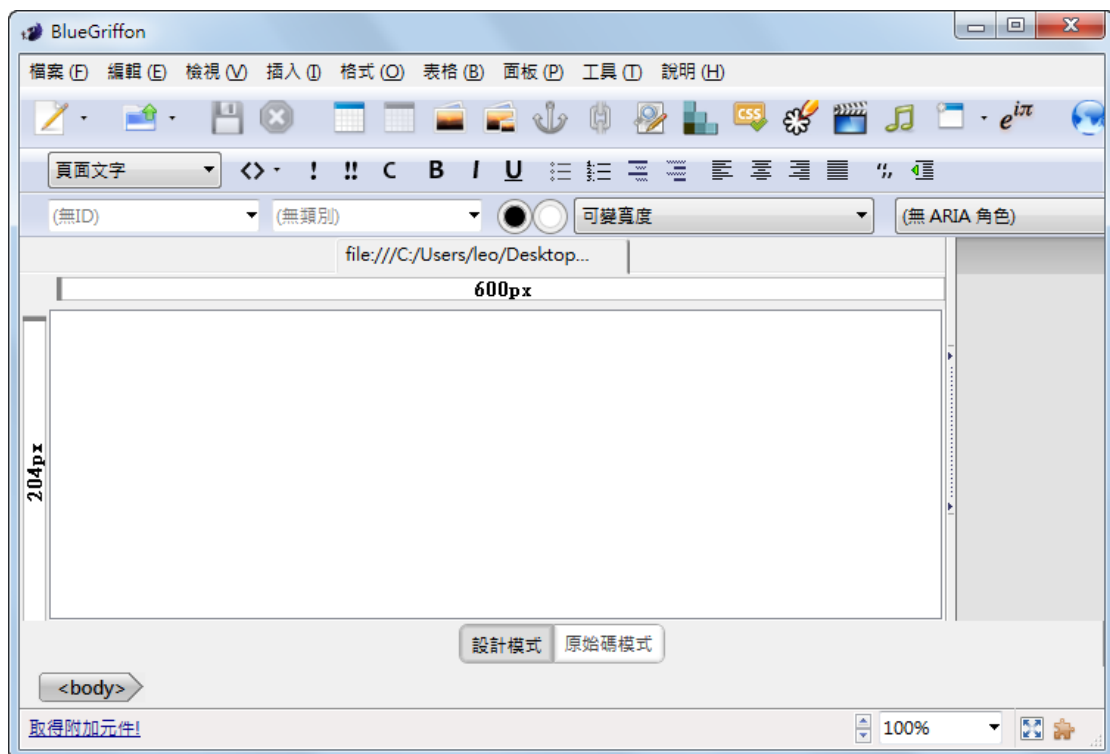 BlueGriffon
檔案 (F) 編輯 (E) 檢視 (V) 插入 (I) 格式 (O) 表格 (B) 面板 (P) 工具 (T) 說明 (H)
CSS e^{iπ}
頁面文字 <> ! !! C B I U
(無ID) (無類別) 可變寬度 (無 ARIA 角色)
file:///C:/Users/leo/Desktop...
600px
204px
設計模式 原始碼模式
<body>
取得附加元件! 100%